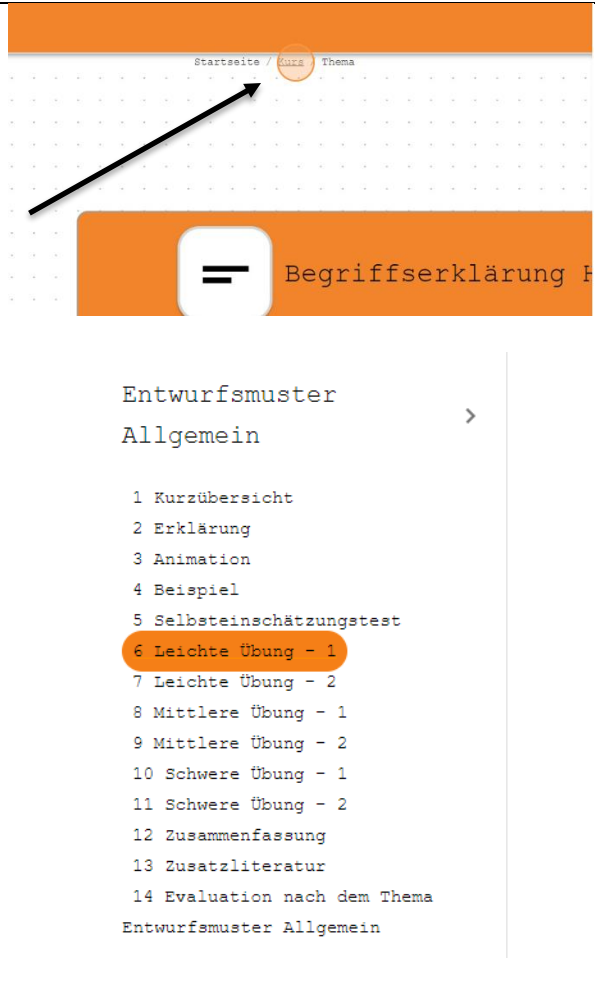 Startseite / Kurs / Thema
Begriffserklärung
Entwurfsmuster
Allgemein
1 Kurzübersicht
2 Erklärung
3 Animation
4 Beispiel
5 Selbsteinschätzungstest
6 Leichte Übung - 1
7 Leichte Übung - 2
8 Mittlere Übung - 1
9 Mittlere Übung - 2
10 Schwere Übung - 1
11 Schwere Übung - 2
12 Zusammenfassung
13 Zusatzliteratur
14 Evaluation nach dem Thema
Entwurfsmuster Allgemein